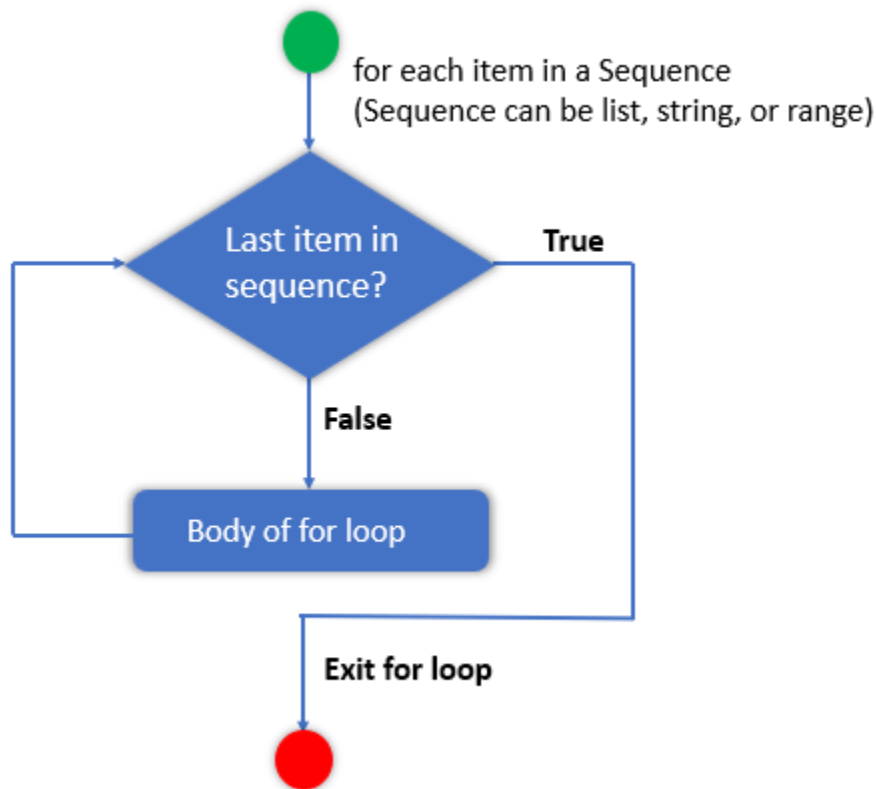 for each item in a Sequence
(Sequence can be list, string, or range)
Last item in
sequence?
True
False
Body of for loop
Exit for loop